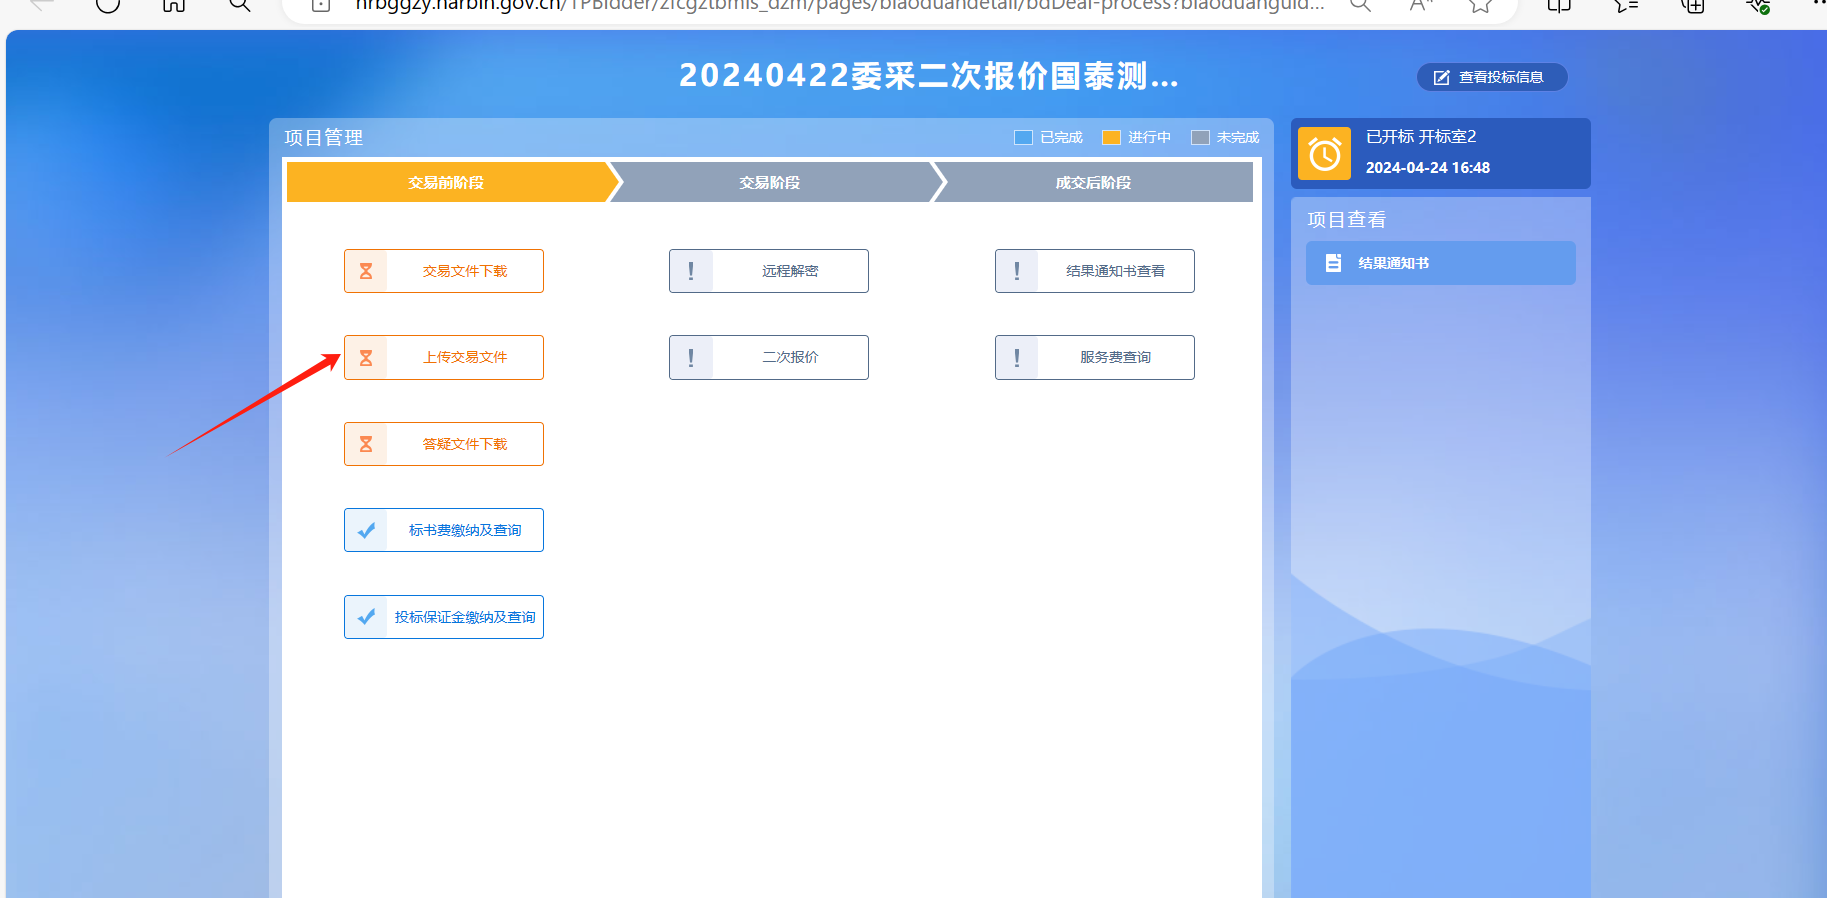 hrbggzy.harbin.gov.cn/TPBidder/zfcgztbmis_dzm/pages/biaoduandetail/bdDeal-process?biaoduanguid...
20240422委采二次报价国泰测...
查看投标信息
项目管理
已完成 进行中 未完成
已开标 开标室2
2024-04-24 16:48
交易前阶段 交易阶段 成交后阶段
项目查看
结果通知书
交易文件下载 远程解密 结果通知书查看
上传交易文件 二次报价 服务费查询
答疑文件下载
标书费缴纳及查询
投标保证金缴纳及查询